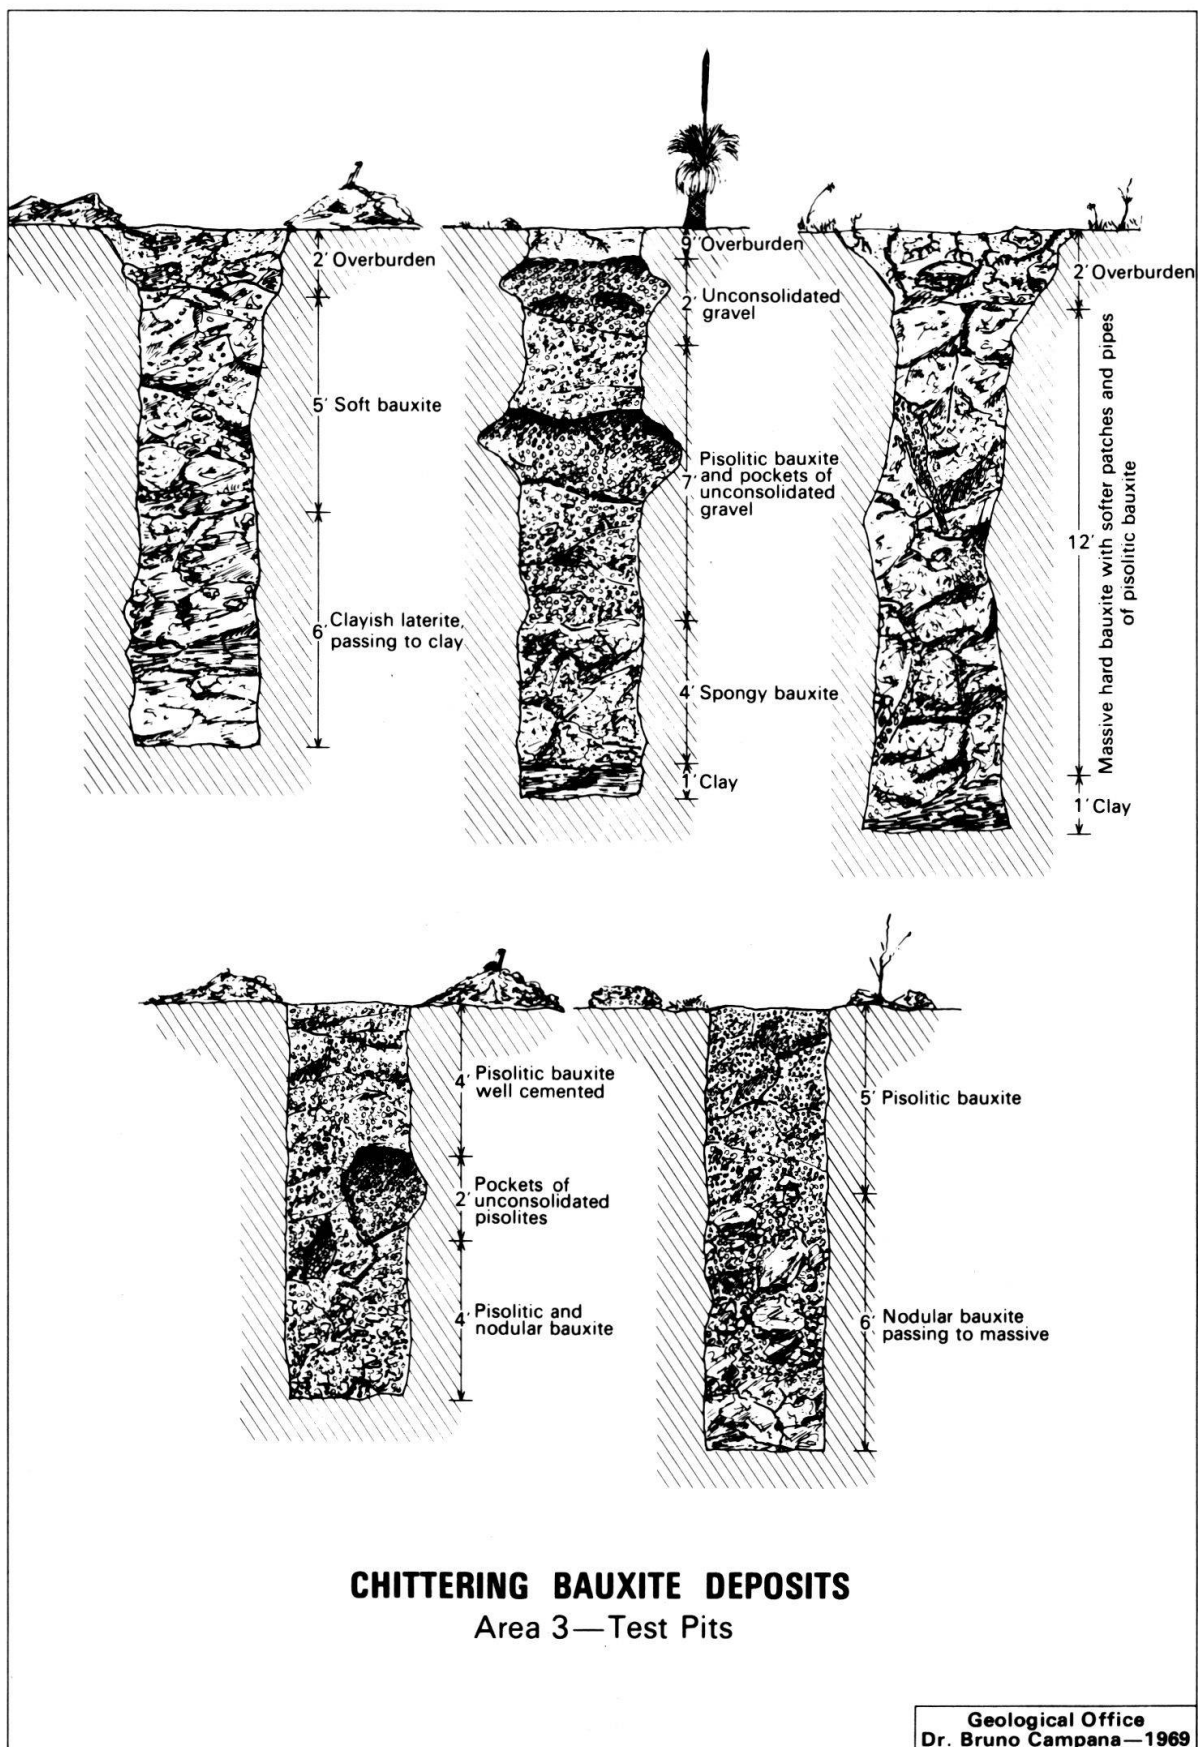 2' Overburden
5' Soft bauxite
6' Clayish laterite,
passing to clay
9" Overburden
2' Unconsolidated
gravel
7' Pisolitic bauxite
and pockets of
unconsolidated
gravel
4' Spongy bauxite
1' Clay
2' Overburden
12' Massive hard bauxite with softer patches and pipes
of pisolitic bauxite
1' Clay
4' Pisolitic bauxite
well cemented
2' Pockets of
unconsolidated
pisolites
4' Pisolitic and
nodular bauxite
5' Pisolitic bauxite
6' Nodular bauxite
passing to massive
CHITTERING BAUXITE DEPOSITS
Area 3—Test Pits
Geological Office
Dr. Bruno Campana—1969